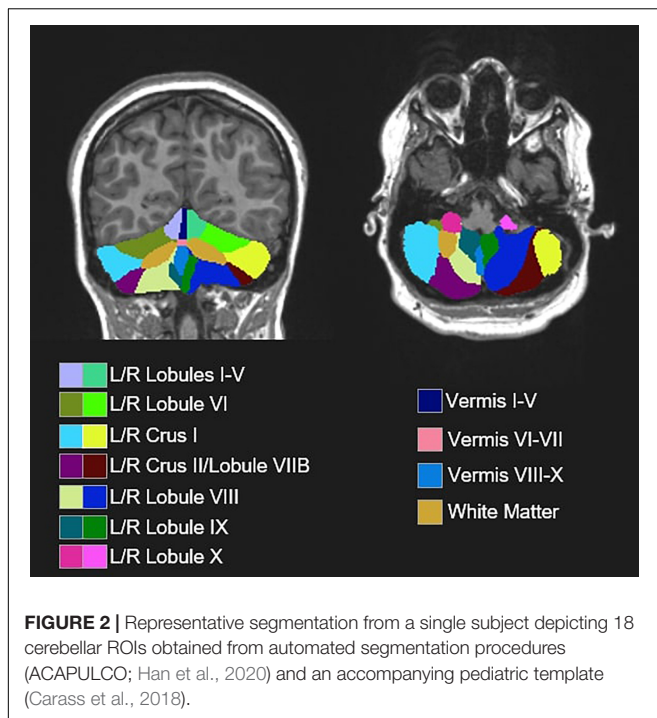 L/R Lobules I-V
L/R Lobule VI
L/R Crus I
L/R Crus II/Lobule VIIB
L/R Lobule VIII
L/R Lobule IX
L/R Lobule X
Vermis I-V
Vermis VI-VII
Vermis VIII-X
White Matter
FIGURE 2 | Representative segmentation from a single subject depicting 18
cerebellar ROIs obtained from automated segmentation procedures
(ACAPULCO; Han et al., 2020) and an accompanying pediatric template
(Carass et al., 2018).